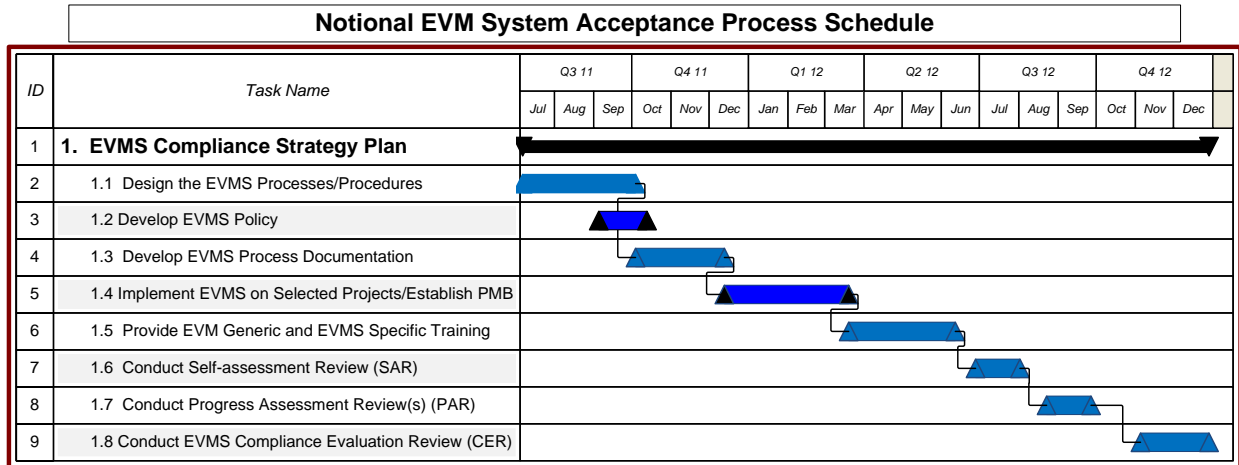 Notional EVM System Acceptance Process Schedule
ID Task Name Q3 11 Q4 11 Q1 12 Q2 12 Q3 12 Q4 12
Jul Aug Sep Oct Nov Dec Jan Feb Mar Apr May Jun Jul Aug Sep Oct Nov Dec
1 1. EVMS Compliance Strategy Plan
2 1.1 Design the EVMS Processes/Procedures
3 1.2 Develop EVMS Policy
4 1.3 Develop EVMS Process Documentation
5 1.4 Implement EVMS on Selected Projects/Establish PMB
6 1.5 Provide EVM Generic and EVMS Specific Training
7 1.6 Conduct Self-assessment Review (SAR)
8 1.7 Conduct Progress Assessment Review(s) (PAR)
9 1.8 Conduct EVMS Compliance Evaluation Review (CER)